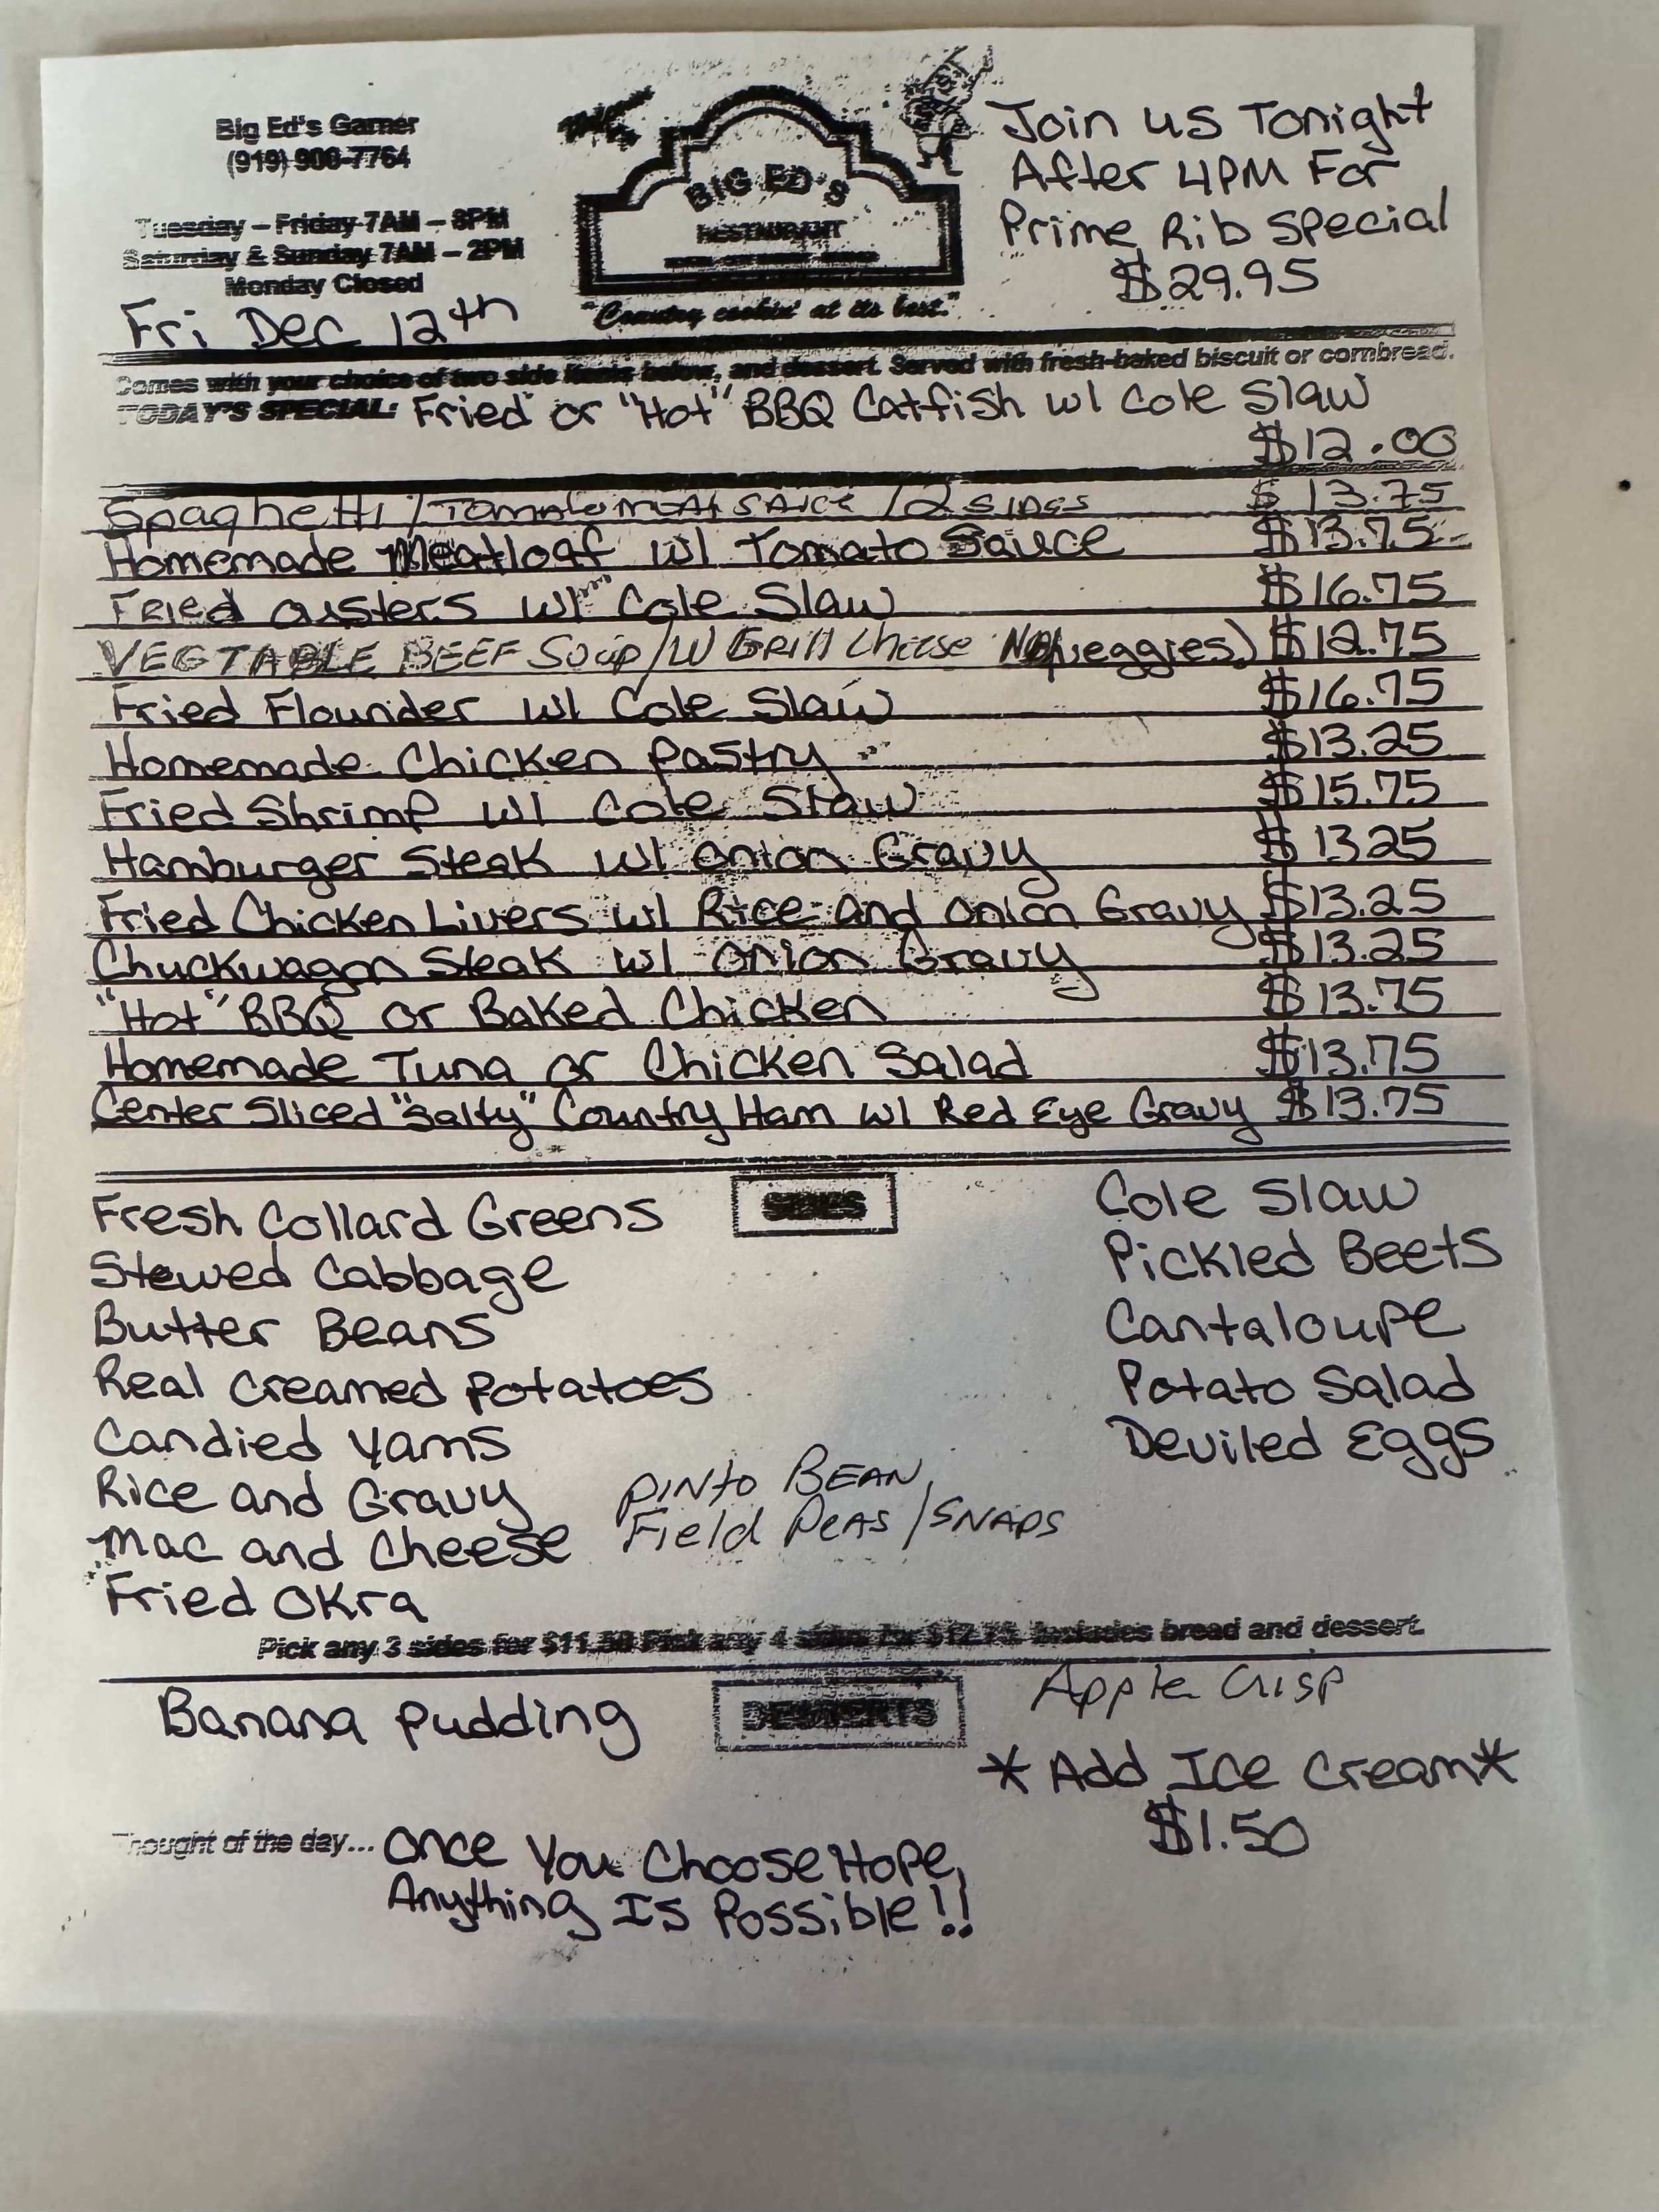 Big Ed's Garner
(919) 906-7764
Tuesday – Friday 7AM – 8PM
Saturday & Sunday 7AM – 2PM
Monday Closed
Fri Dec 12th
BIG ED'S
RESTAURANT
"Country cookin' at its best."
Join us Tonight
After 4PM For
Prime Rib Special
$29.95
Comes with your choice of two side items below, and dessert. Served with fresh-baked biscuit or cornbread.
TODAY'S SPECIAL: Fried or "Hot" BBQ Catfish w/ Cole Slaw
$12.00
Spaghetti / Tomato meat SAUCE / 2 SIDES $13.75
Homemade Meatloaf w/ Tomato Sauce $13.75
Fried Oysters w/ Cole Slaw $16.75
VEGTABLE BEEF Soup / W Grill Cheese No veggies) $12.75
Fried Flounder w/ Cole Slaw $16.75
Homemade Chicken Pastry $13.25
Fried Shrimp w/ Cole Slaw $15.75
Hamburger Steak w/ Onion Gravy $13.25
Fried Chicken Livers w/ Rice and Onion Gravy $13.25
Chuckwagon Steak w/ Onion Gravy $13.25
"Hot" BBQ or Baked Chicken $13.75
Homemade Tuna or Chicken Salad $13.75
Center Sliced "Salty" Country Ham w/ Red Eye Gravy $13.75
SIDES
Fresh Collard Greens
Stewed Cabbage
Butter Beans
Real Creamed Potatoes
Candied Yams
Rice and Gravy
Mac and Cheese
Fried Okra
PINto BEAN
Field PEAS / SNAPS
Cole Slaw
Pickled Beets
Cantaloupe
Potato Salad
Deviled Eggs
Pick any 3 sides for $11.50 Pick any 4 sides for $12.75. Includes bread and dessert.
DESSERTS
Banana Pudding
Apple Crisp
*Add Ice Cream*
$1.50
Thought of the day... Once You Choose Hope,
Anything Is Possible!!